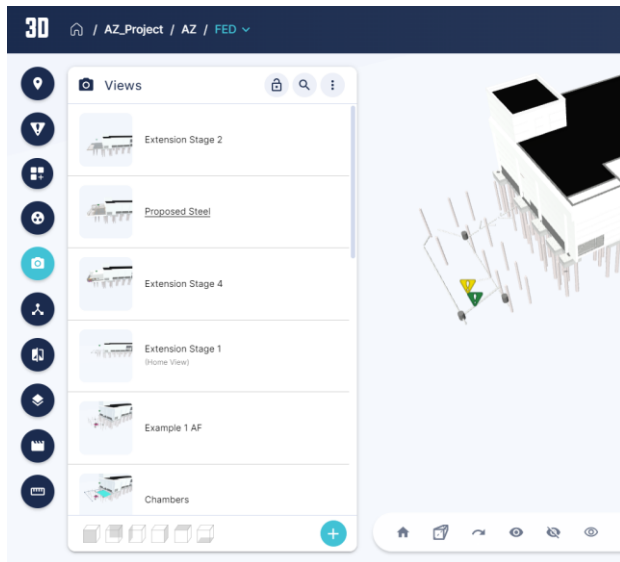 3D / AZ_Project / AZ / FED
Views
Extension Stage 2
Proposed Steel
Extension Stage 4
Extension Stage 1
(Home View)
Example 1 AF
Chambers